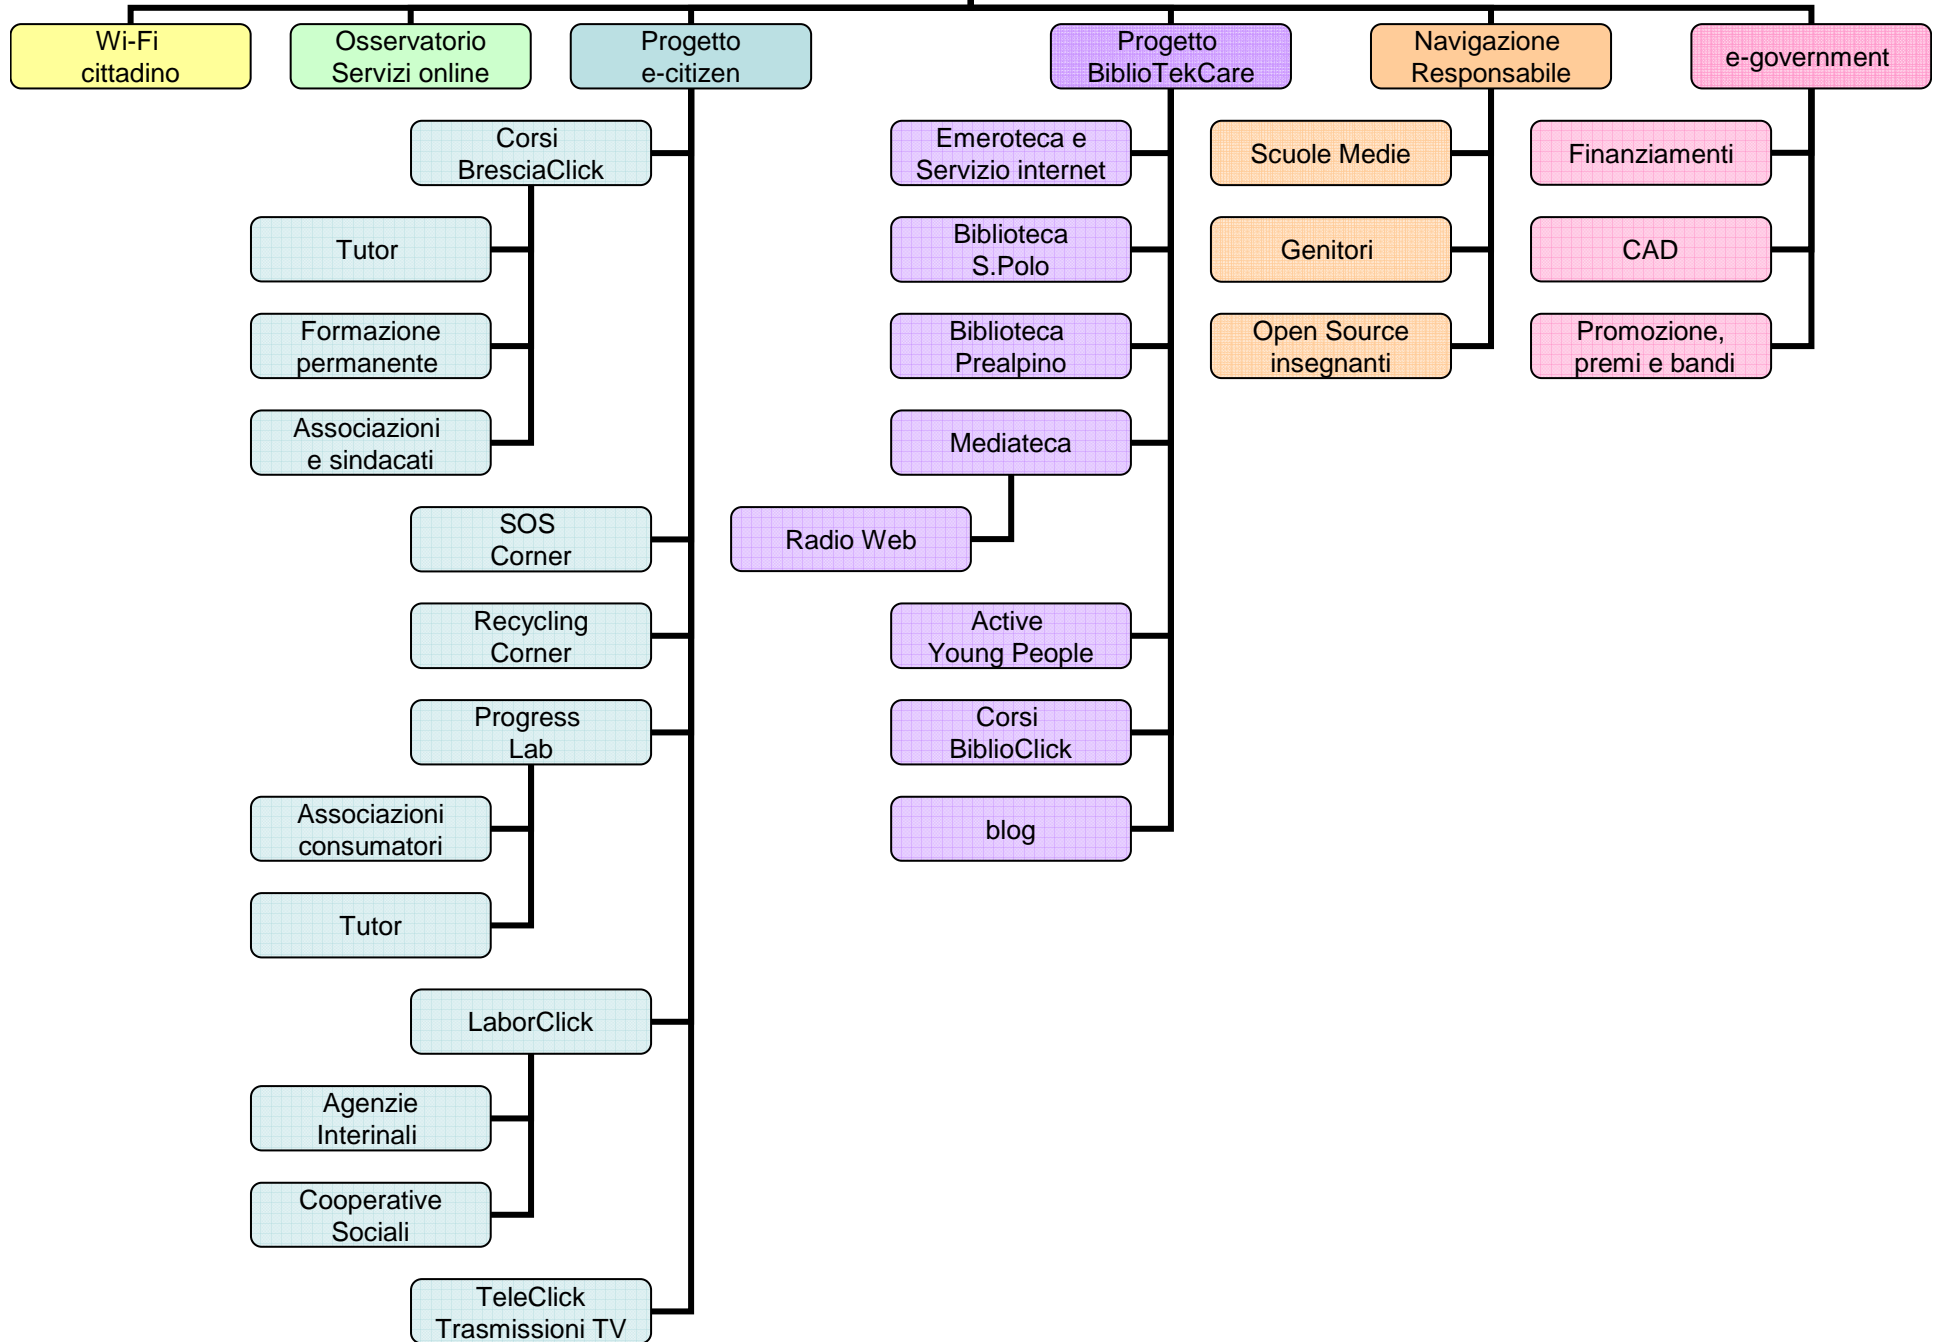 Wi-Fi
cittadino
Osservatorio
Servizi online
Progetto
e-citizen
Progetto
BiblioTekCare
Navigazione
Responsabile
e-government
Corsi
BresciaClick
Tutor
Formazione
permanente
Associazioni
e sindacati
SOS
Corner
Recycling
Corner
Progress
Lab
Associazioni
consumatori
Tutor
LaborClick
Agenzie
Interinali
Cooperative
Sociali
TeleClick
Trasmissioni TV
Emeroteca e
Servizio internet
Biblioteca
S.Polo
Biblioteca
Prealpino
Mediateca
Radio Web
Active
Young People
Corsi
BiblioClick
blog
Scuole Medie
Genitori
Open Source
insegnanti
Finanziamenti
CAD
Promozione,
premi e bandi